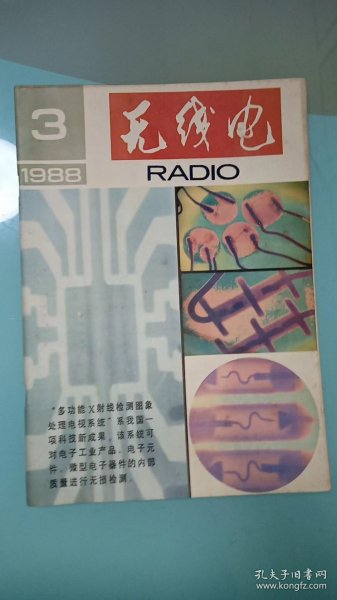 3
无线电
1988
RADIO
“多功能X射线检测图象
处理电视系统”系我国一
项科技新成果。该系统可
对电子工业产品、电子元
件、微型电子器件的内部
质量进行无损检测。
孔夫子旧书网
www.kongfz.com